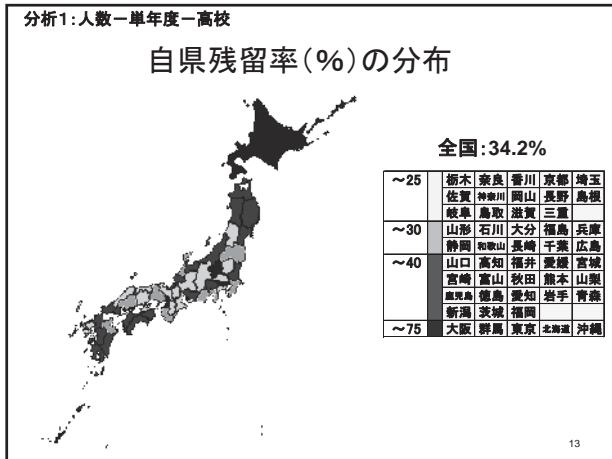 分析1:人数－単年度－高校
自県残留率(%)の分布
全国:34.2%
～25 栃木 奈良 香川 京都 埼玉
佐賀 神奈川 岡山 長野 島根
岐阜 鳥取 滋賀 三重
～30 山形 石川 大分 福島 兵庫
静岡 和歌山 長崎 千葉 広島
～40 山口 高知 福井 愛媛 宮城
宮崎 富山 秋田 熊本 山梨
鹿児島 徳島 愛知 岩手 青森
新潟 茨城 福岡
～75 大阪 群馬 東京 北海道 沖縄
13